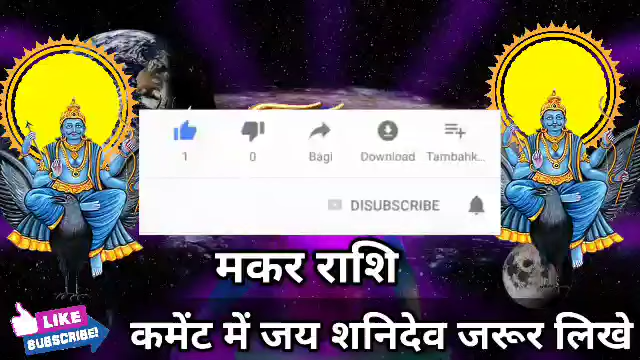 1 0 Bagi Download Tambahk...
DISUBSCRIBE
मकर राशि
LIKE
SUBSCRIBE!
कमेंट में जय शनिदेव जरूर लिखे